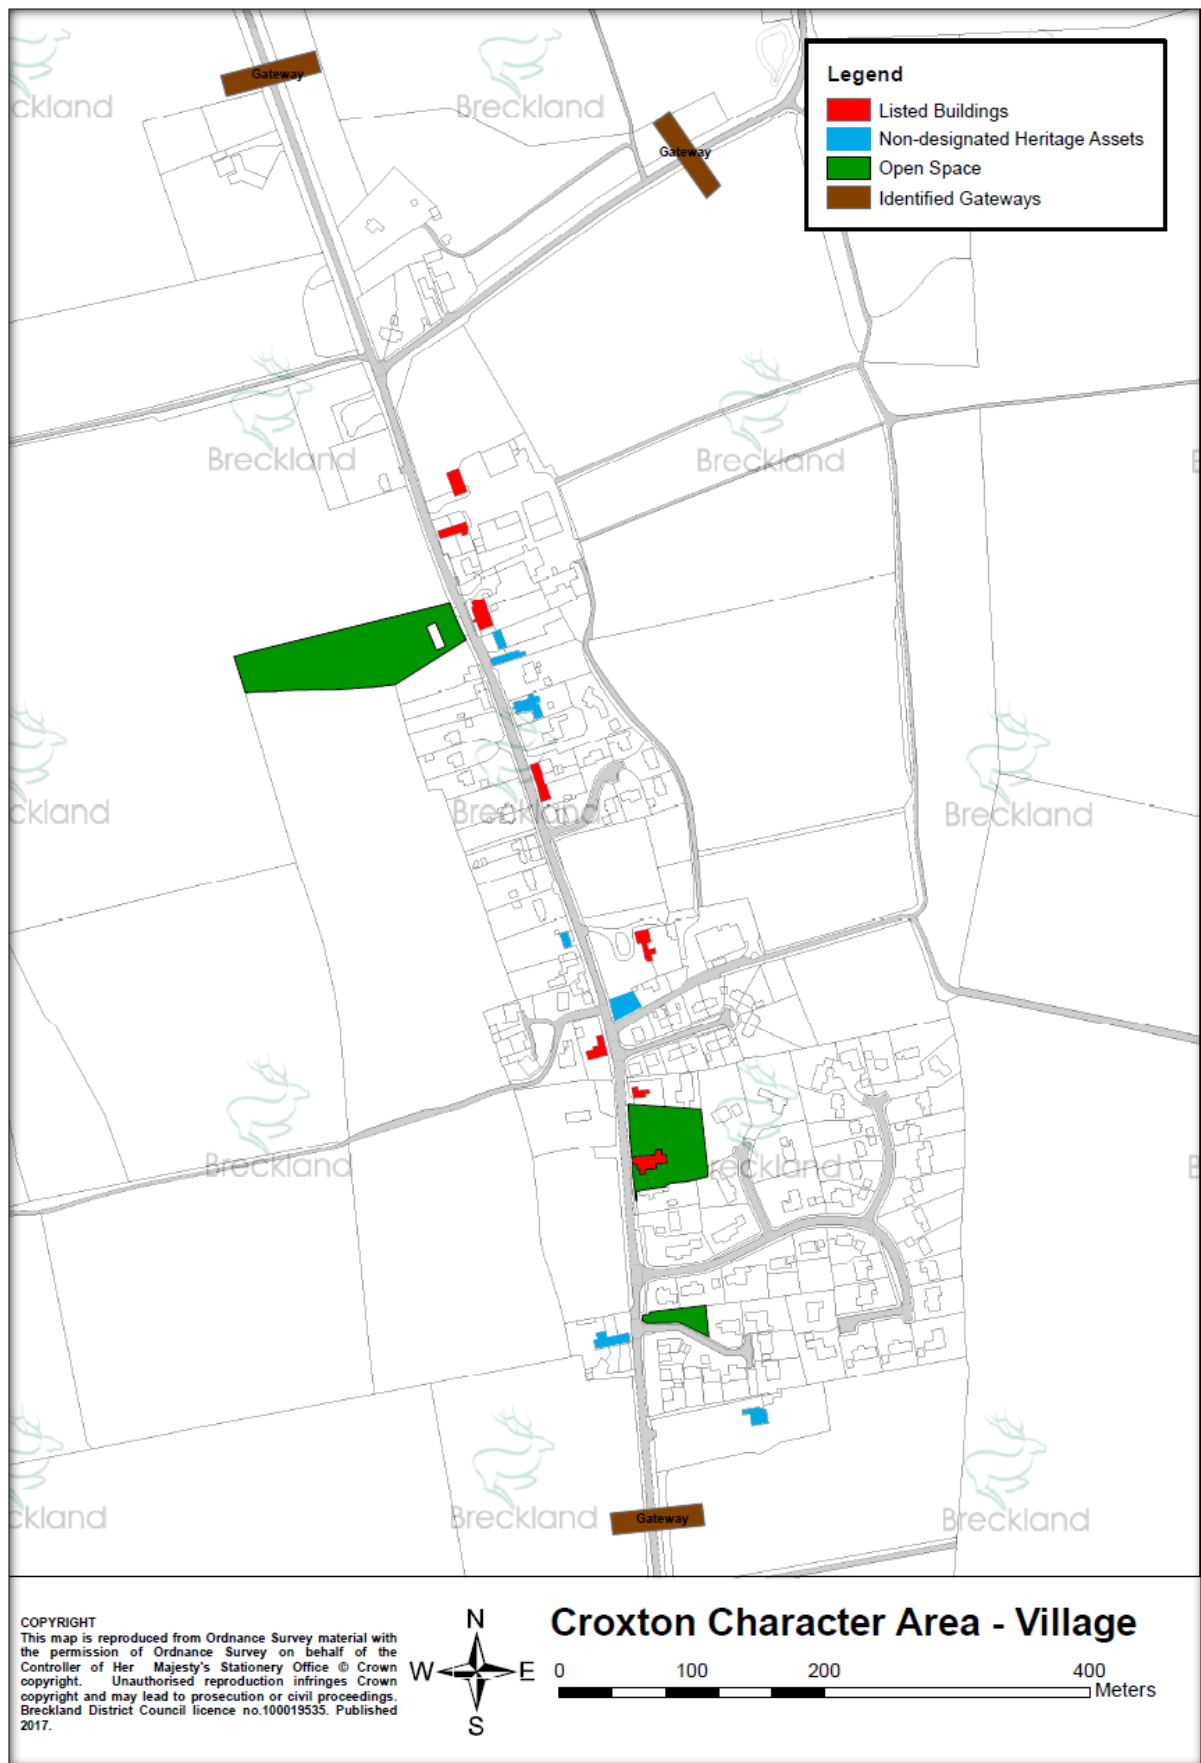 Gateway
ckland
Breckland
Gateway
Legend
Listed Buildings
Non-designated Heritage Assets
Open Space
Identified Gateways
Breckland
Breckland
B
ckland
Breckland
Breckland
Breckland
reckland
B
ckland
Breckland
Breckland
Gateway
COPYRIGHT
This map is reproduced from Ordnance Survey material with
the permission of Ordnance Survey on behalf of the
Controller of Her Majesty's Stationery Office © Crown
copyright. Unauthorised reproduction infringes Crown
copyright and may lead to prosecution or civil proceedings.
Breckland District Council licence no.100019535. Published
2017.
N
W E
S
Croxton Character Area - Village
0 100 200 400
Meters